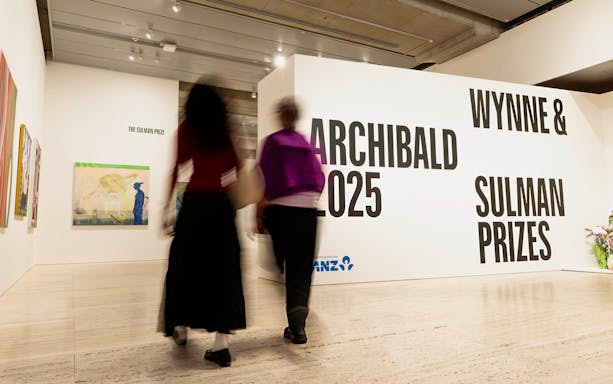 THE SULMAN PRIZE
ARCHIBALD
2025
WYNNE &
SULMAN
PRIZES
ANZ